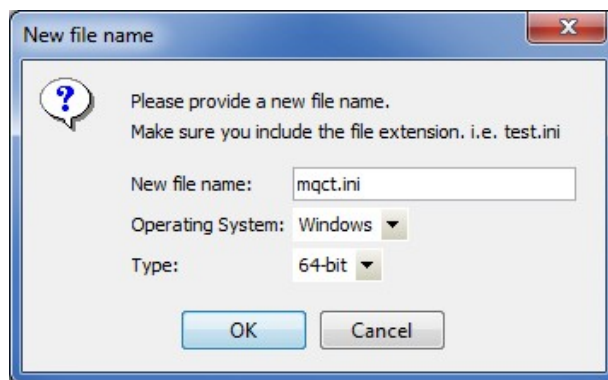 New file name
Please provide a new file name.
Make sure you include the file extension. i.e. test.ini
New file name: mqct.ini
Operating System: Windows
Type: 64-bit
OK Cancel